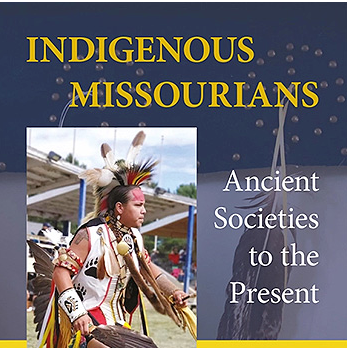 INDIGENOUS
MISSOURIANS
Ancient
Societies
to the
Present